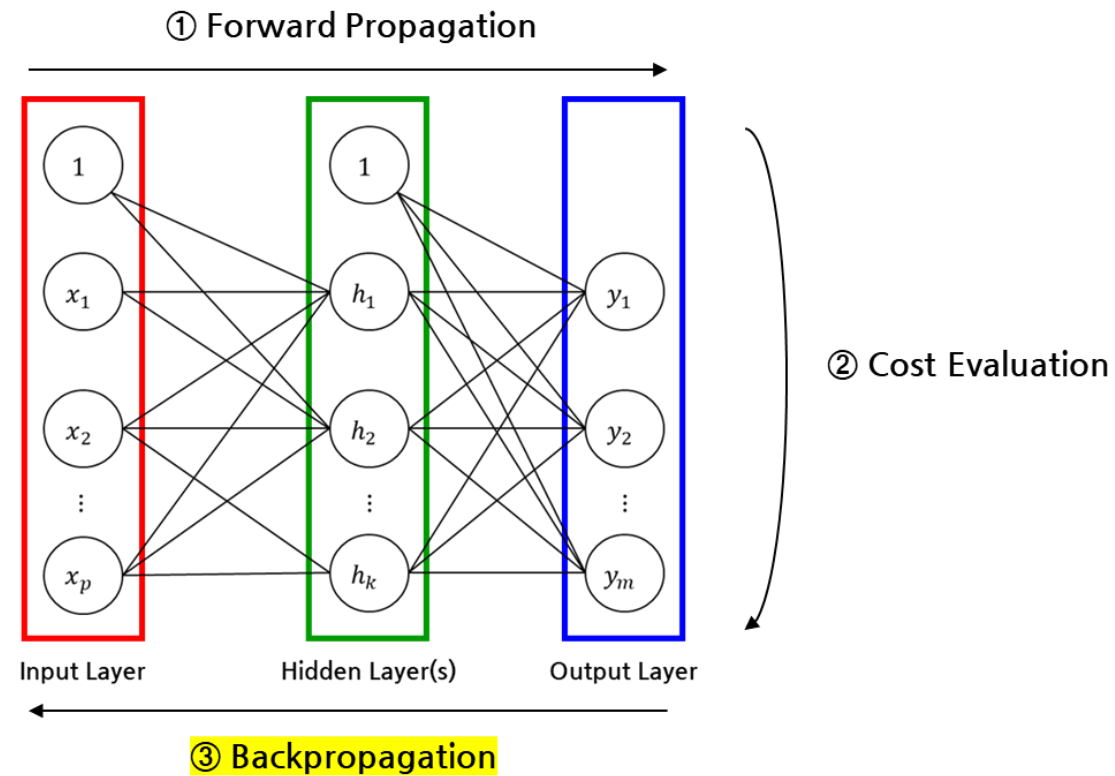 ① Forward Propagation
1 1
x₁ h₁ y₁
② Cost Evaluation
x₂ h₂ y₂
⋮ ⋮ ⋮
xₚ hₖ yₘ
Input Layer Hidden Layer(s) Output Layer
③ Backpropagation